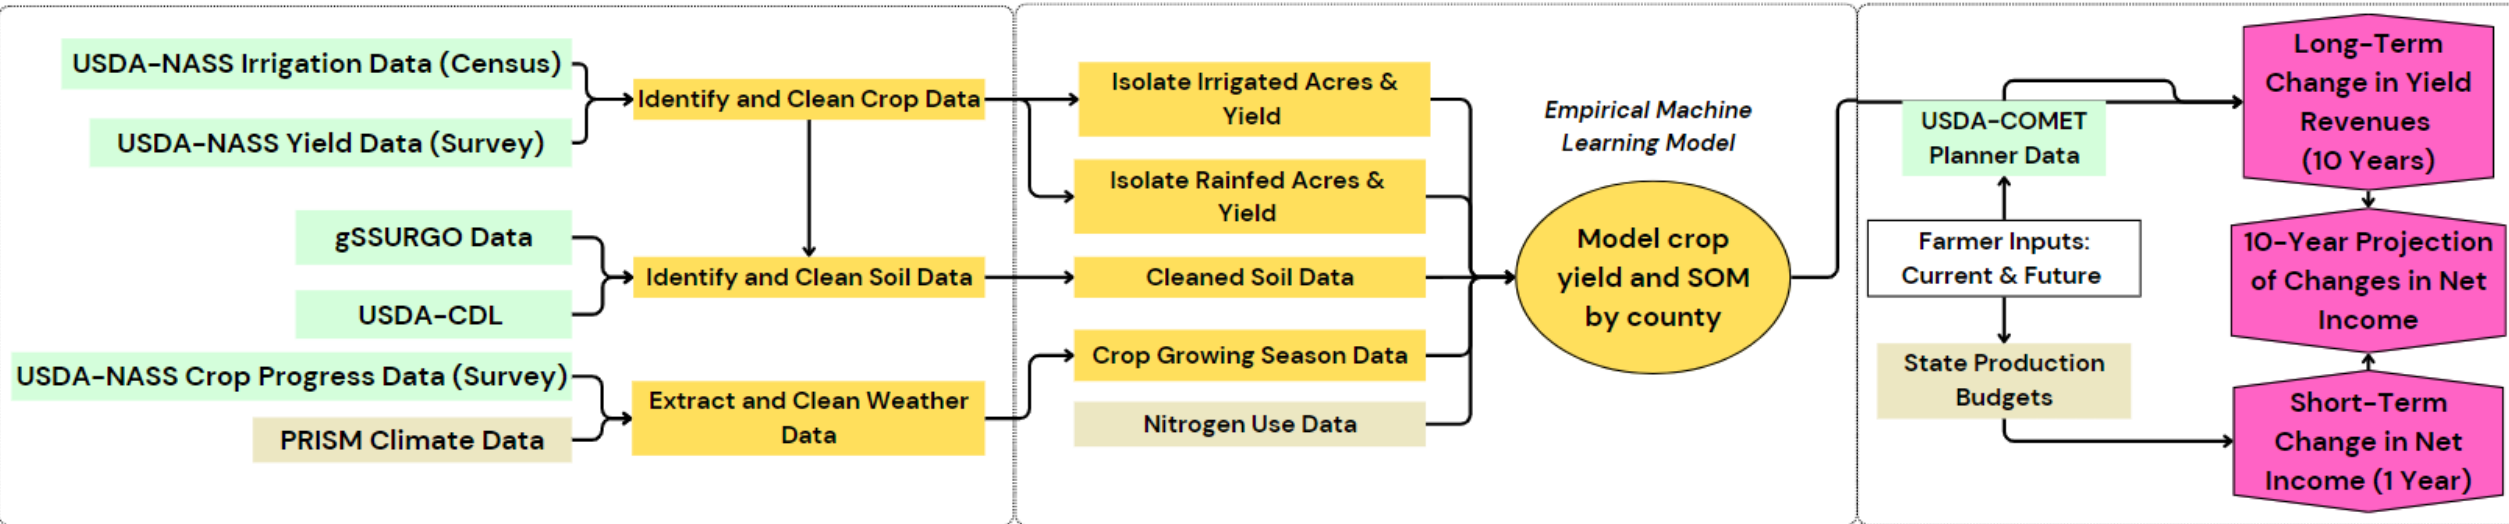 USDA-NASS Irrigation Data (Census)
USDA-NASS Yield Data (Survey)
gSSURGO Data
USDA-CDL
USDA-NASS Crop Progress Data (Survey)
PRISM Climate Data
Identify and Clean Crop Data
Identify and Clean Soil Data
Extract and Clean Weather
Data
Isolate Irrigated Acres &
Yield
Isolate Rainfed Acres &
Yield
Cleaned Soil Data
Crop Growing Season Data
Nitrogen Use Data
Empirical Machine
Learning Model
Model crop
yield and SOM
by county
USDA-COMET
Planner Data
Farmer Inputs:
Current & Future
State Production
Budgets
Long-Term
Change in Yield
Revenues
(10 Years)
10-Year Projection
of Changes in Net
Income
Short-Term
Change in Net
Income (1 Year)